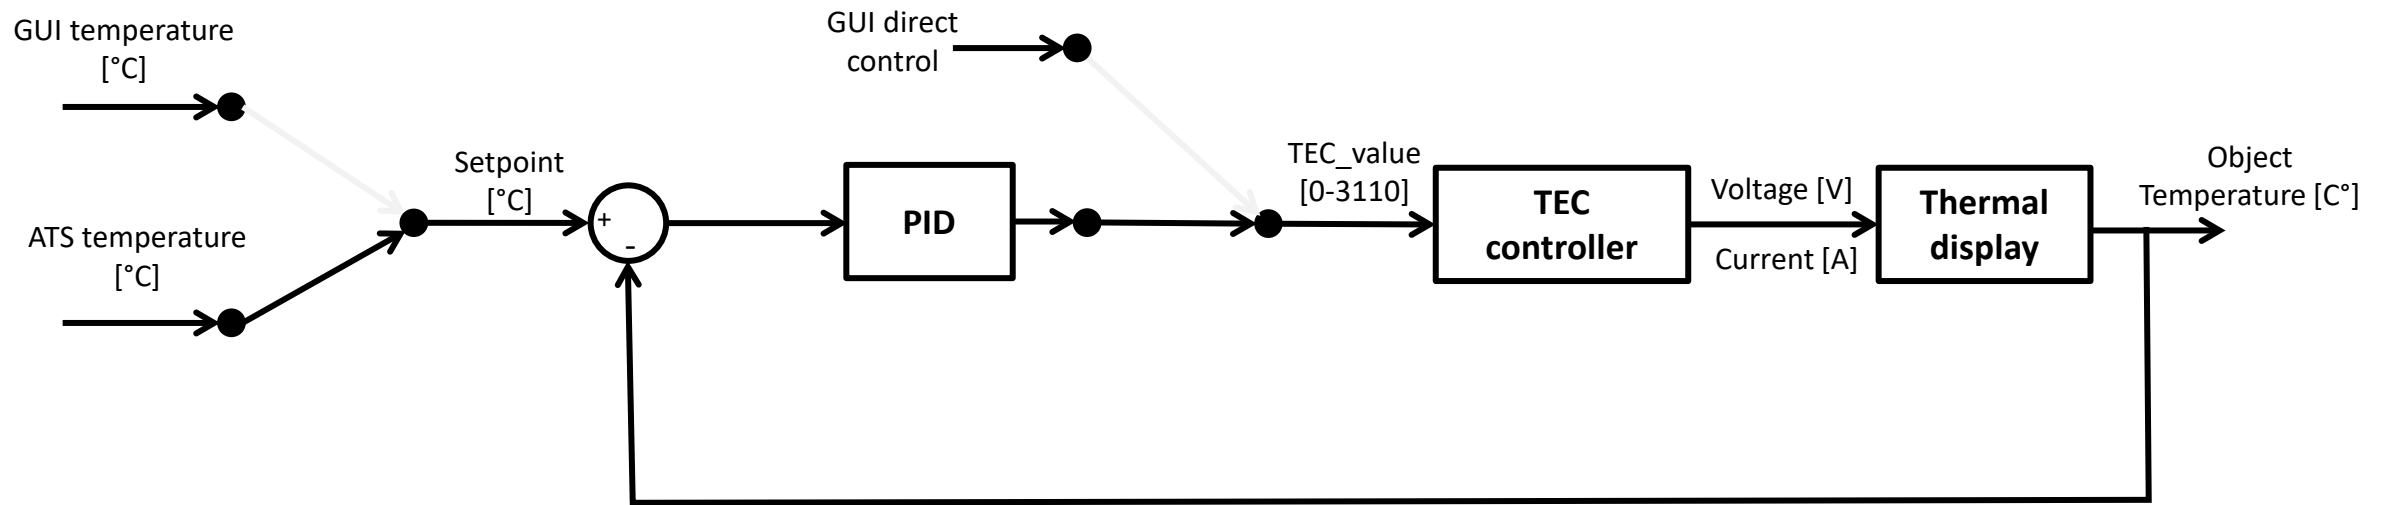 GUI temperature
[°C]
ATS temperature
[°C]
Setpoint
[°C]
+
-
GUI direct
control
PID
TEC_value
[0-3110]
TEC
controller
Voltage [V]
Current [A]
Thermal
display
Object
Temperature [C°]